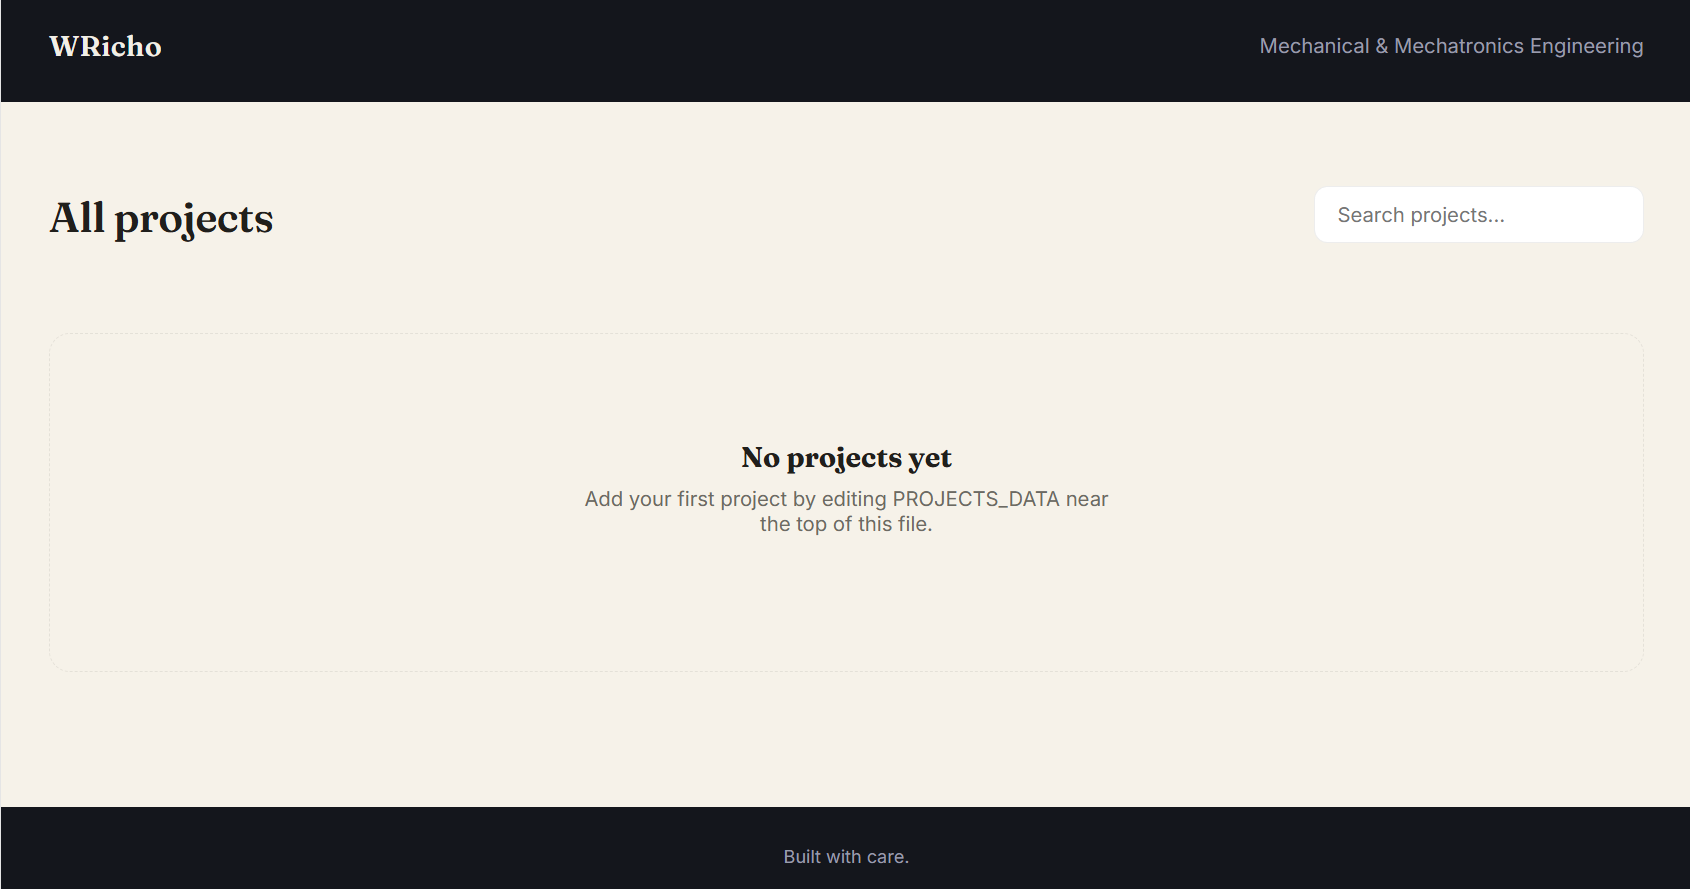 WRicho
Mechanical & Mechatronics Engineering
All projects
Search projects...
No projects yet
Add your first project by editing PROJECTS_DATA near
the top of this file.
Built with care.